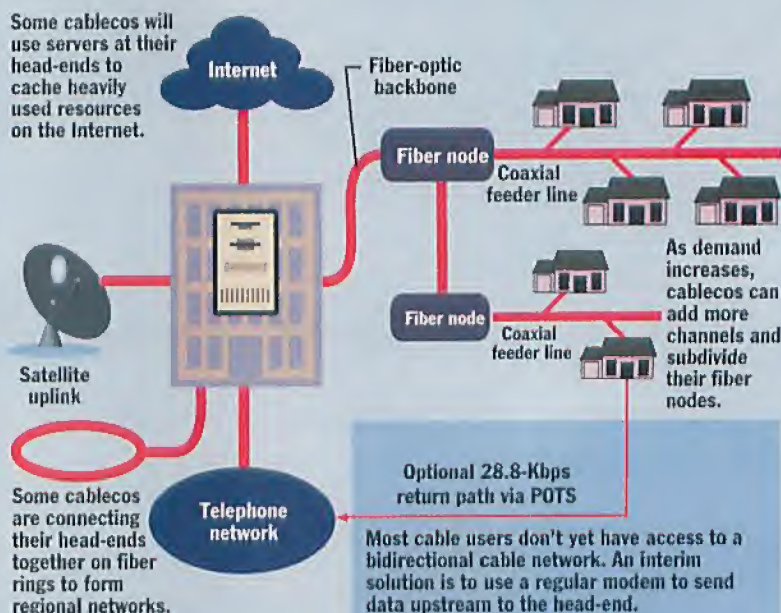 Some cablecos will
use servers at their
head-ends to
cache heavily
used resources
on the Internet.
Internet
Fiber-optic
backbone
Fiber node
Coaxial
feeder line
As demand
increases,
cablecos can
add more
channels and
subdivide
their fiber
nodes.
Fiber node
Coaxial
feeder line
Satellite
uplink
Some cablecos
are connecting
their head-ends
together on fiber
rings to form
regional networks.
Telephone
network
Optional 28.8-Kbps
return path via POTS
Most cable users don't yet have access to a
bidirectional cable network. An interim
solution is to use a regular modem to send
data upstream to the head-end.